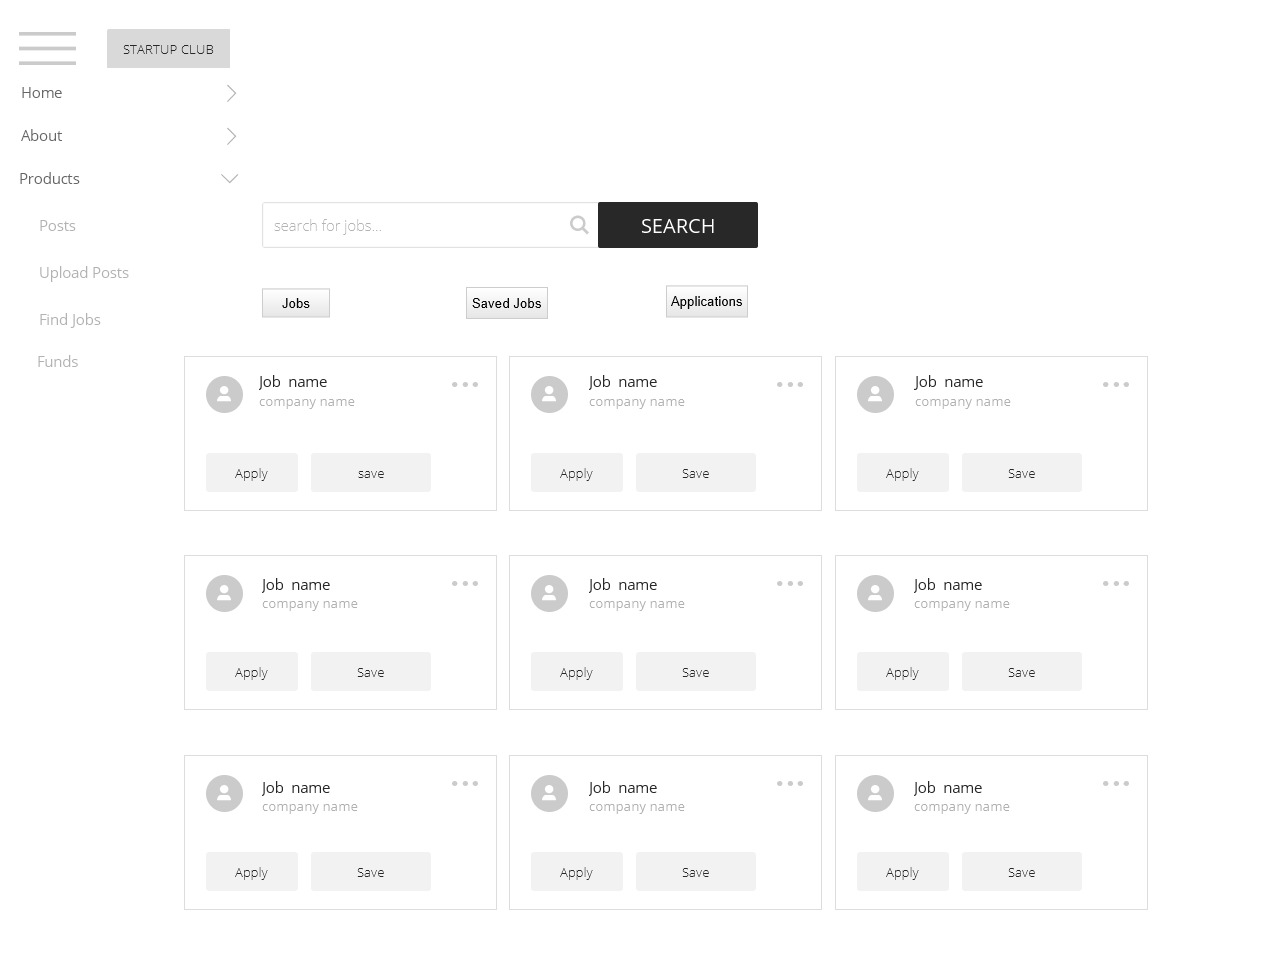 STARTUP CLUB
Home
About
Products
Posts
Upload Posts
Find Jobs
Funds
search for jobs...
SEARCH
Jobs
Saved Jobs
Applications
Job name
company name
Apply
save
Job name
company name
Apply
Save
Job name
company name
Apply
Save
Job name
company name
Apply
Save
Job name
company name
Apply
Save
Job name
company name
Apply
Save
Job name
company name
Apply
Save
Job name
company name
Apply
Save
Job name
company name
Apply
Save